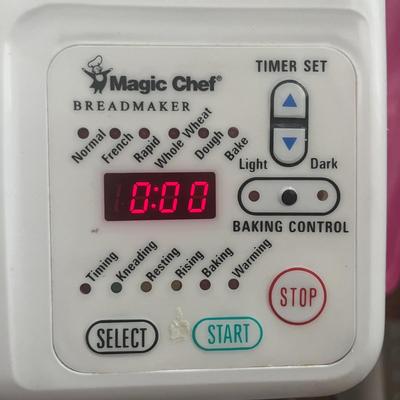 Magic Chef®
BREADMAKER
TIMER SET
Normal
French
Rapid
Whole Wheat
Dough
Bake
Light
Dark
0:00
BAKING CONTROL
Timing
Kneading
Resting
Rising
Baking
Warming
STOP
SELECT
START